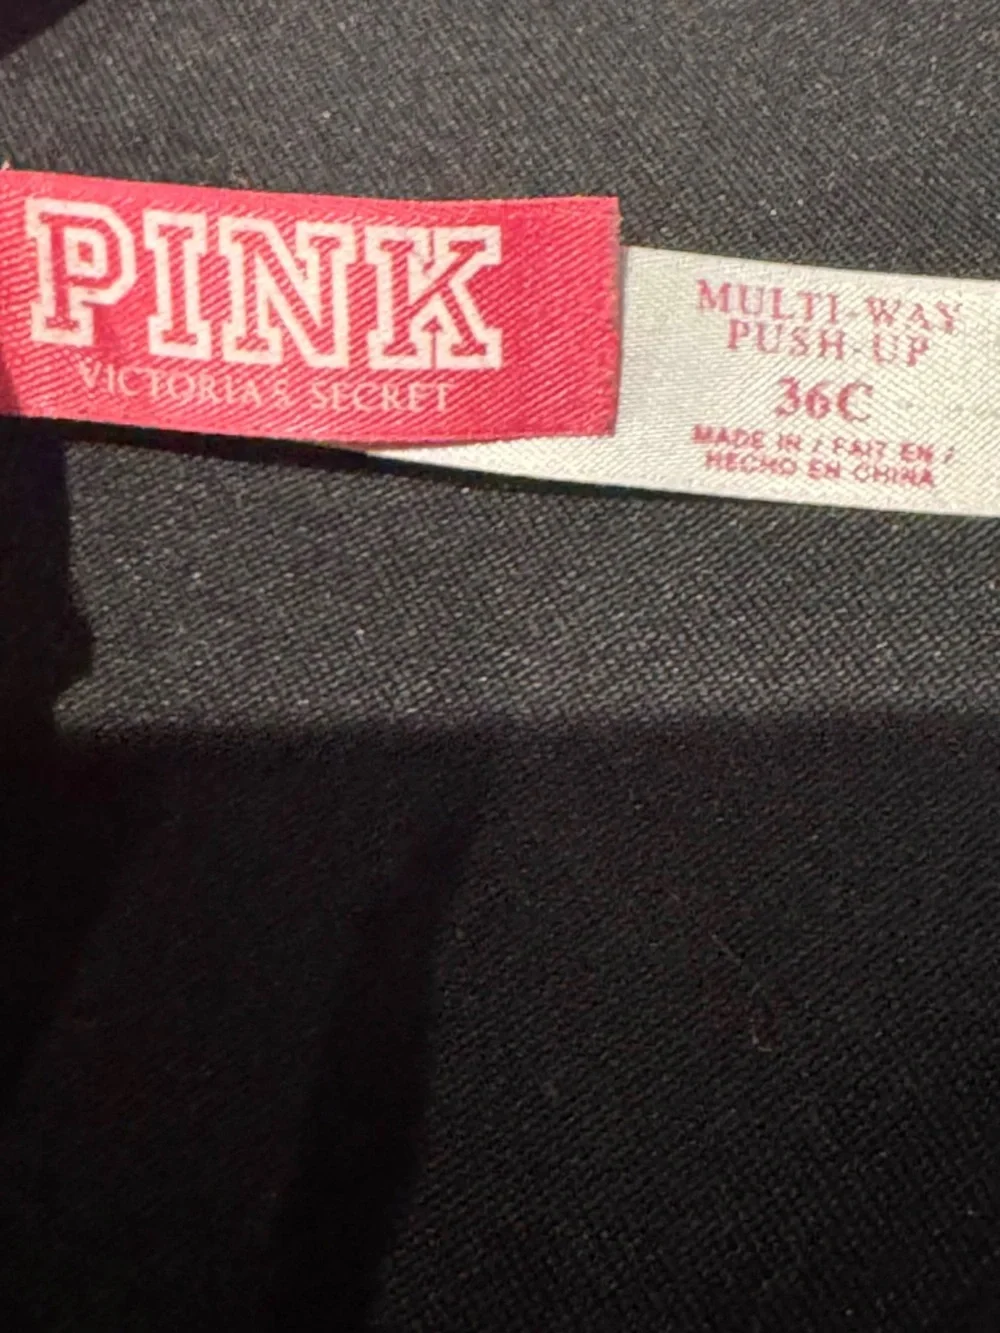 PINK
VICTORIA'S SECRET
MULTI-WAY
PUSH-UP
36C
MADE IN / FAIT EN /
HECHO EN CHINA